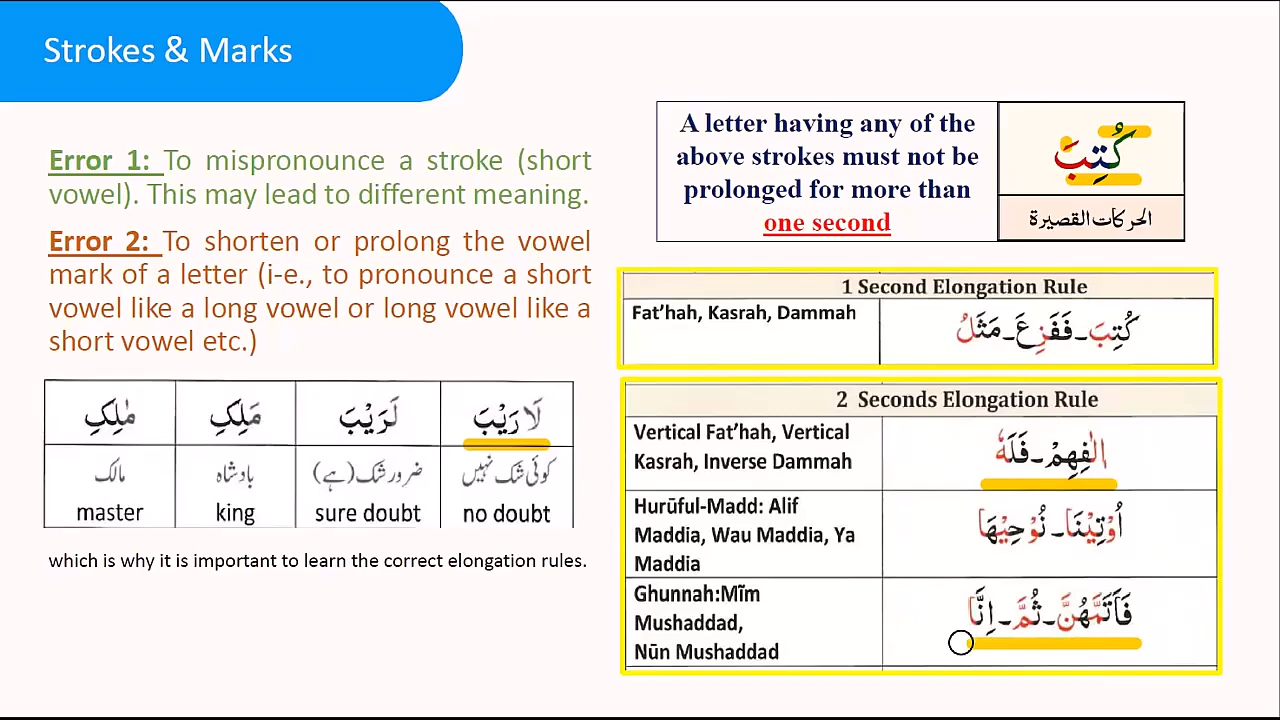 Strokes & Marks
Error 1: To mispronounce a stroke (short
vowel). This may lead to different meaning.
Error 2: To shorten or prolong the vowel
mark of a letter (i-e., to pronounce a short
vowel like a long vowel or long vowel like a
short vowel etc.)
مٰلِكِ مَلِكِ لَرَيْبَ لَا رَيْبَ
مالک بادشاہ ضرور شک (ہے) کوئی شک نہیں
master king sure doubt no doubt
which is why it is important to learn the correct elongation rules.
A letter having any of the
above strokes must not be
prolonged for more than
one second
كُتِبَ
الحركات القصيرة
1 Second Elongation Rule
Fat’hah, Kasrah, Dammah
كُتِبَ ـ فَفَزِعَ ـ مَثَلُ
2 Seconds Elongation Rule
Vertical Fat’hah, Vertical
Kasrah, Inverse Dammah
اٖلٰفِهِمْ ـ فَلَهٗ
Hurūful-Madd: Alif
Maddia, Wau Maddia, Ya
Maddia
اُوْتِيْنَا ـ نُوْحِيْهَا
Ghunnah:Mĩm
Mushaddad,
Nūn Mushaddad
فَاَتَمَّهُنَّ ـ ثُمَّ ـ اِنَّا